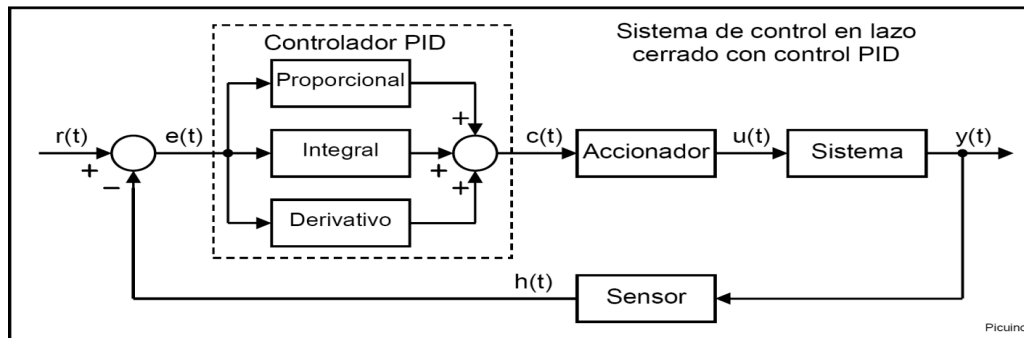 Controlador PID
Sistema de control en lazo
cerrado con control PID
Proporcional
+
r(t)
e(t)
Integral
c(t)
Accionador
u(t)
Sistema
y(t)
+
−
+
+
Derivativo
h(t)
Sensor